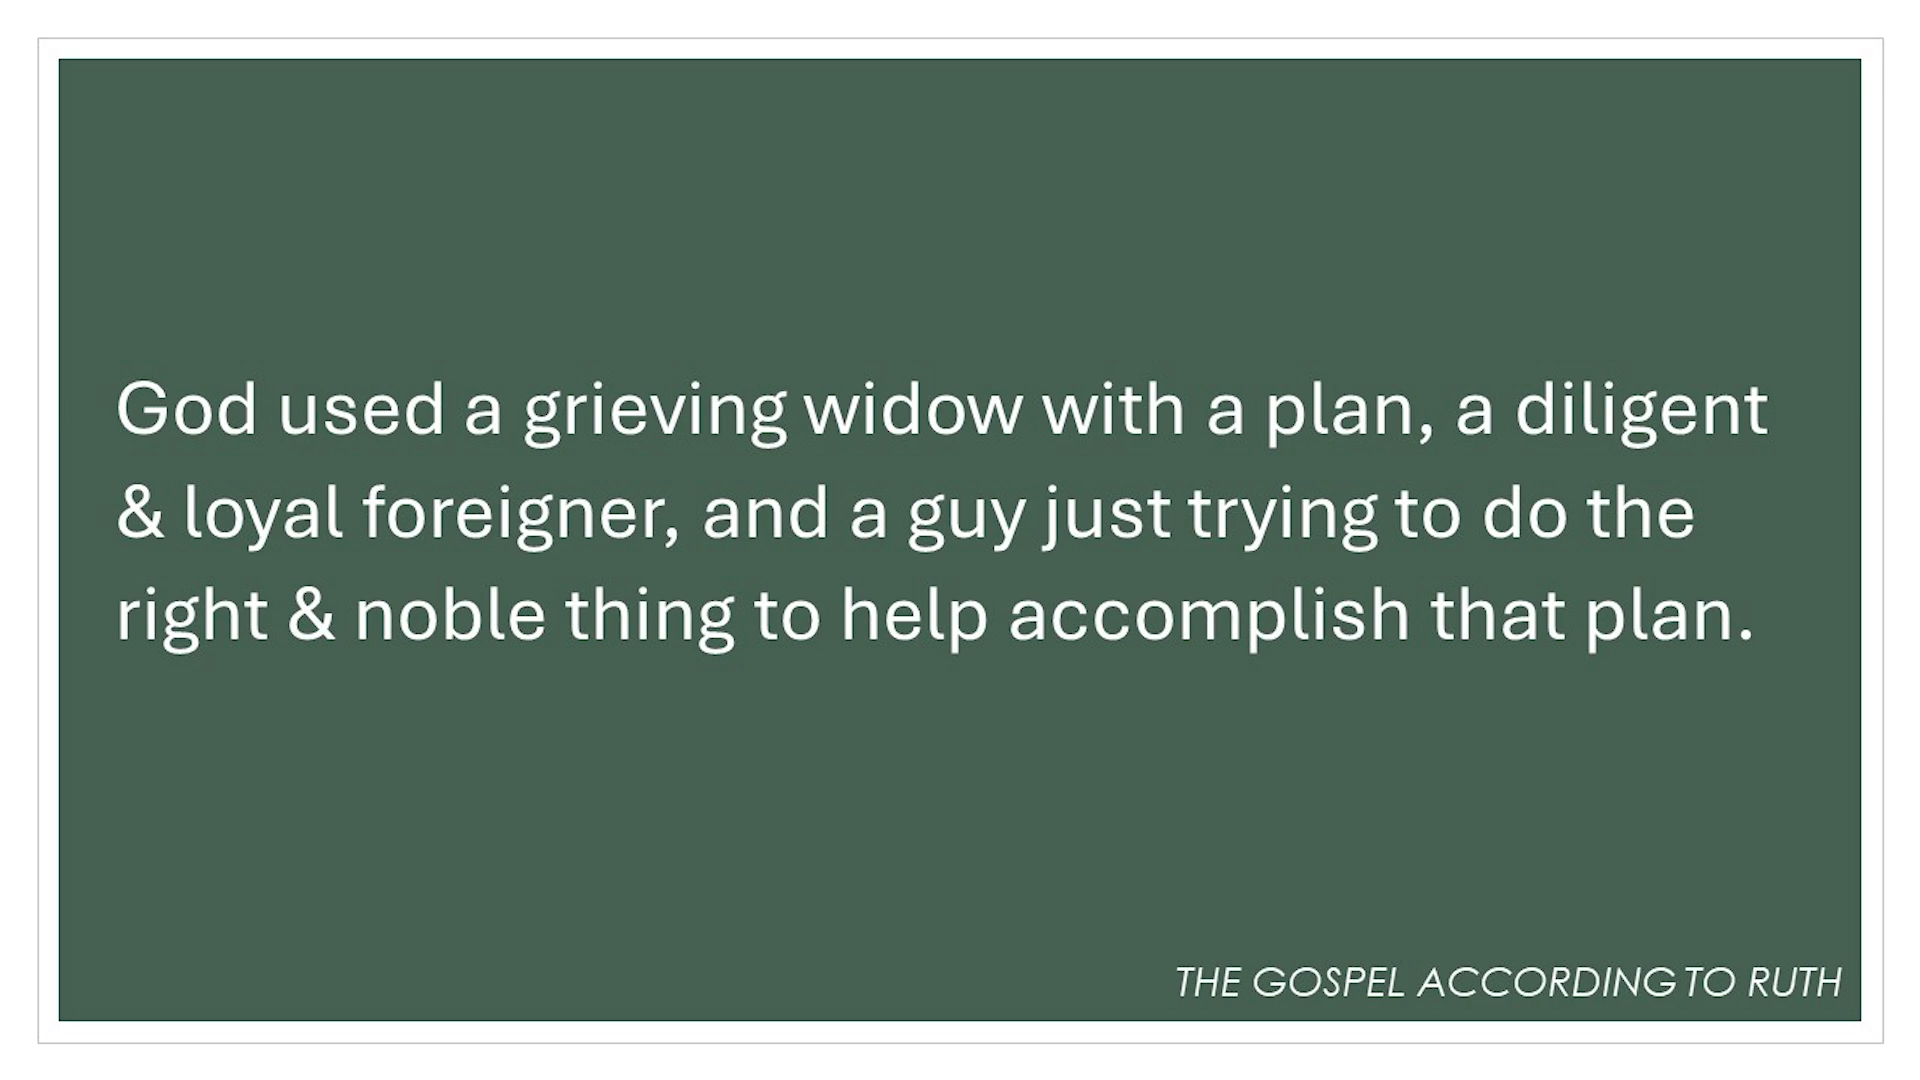 God used a grieving widow with a plan, a diligent
& loyal foreigner, and a guy just trying to do the
right & noble thing to help accomplish that plan.
THE GOSPEL ACCORDING TO RUTH